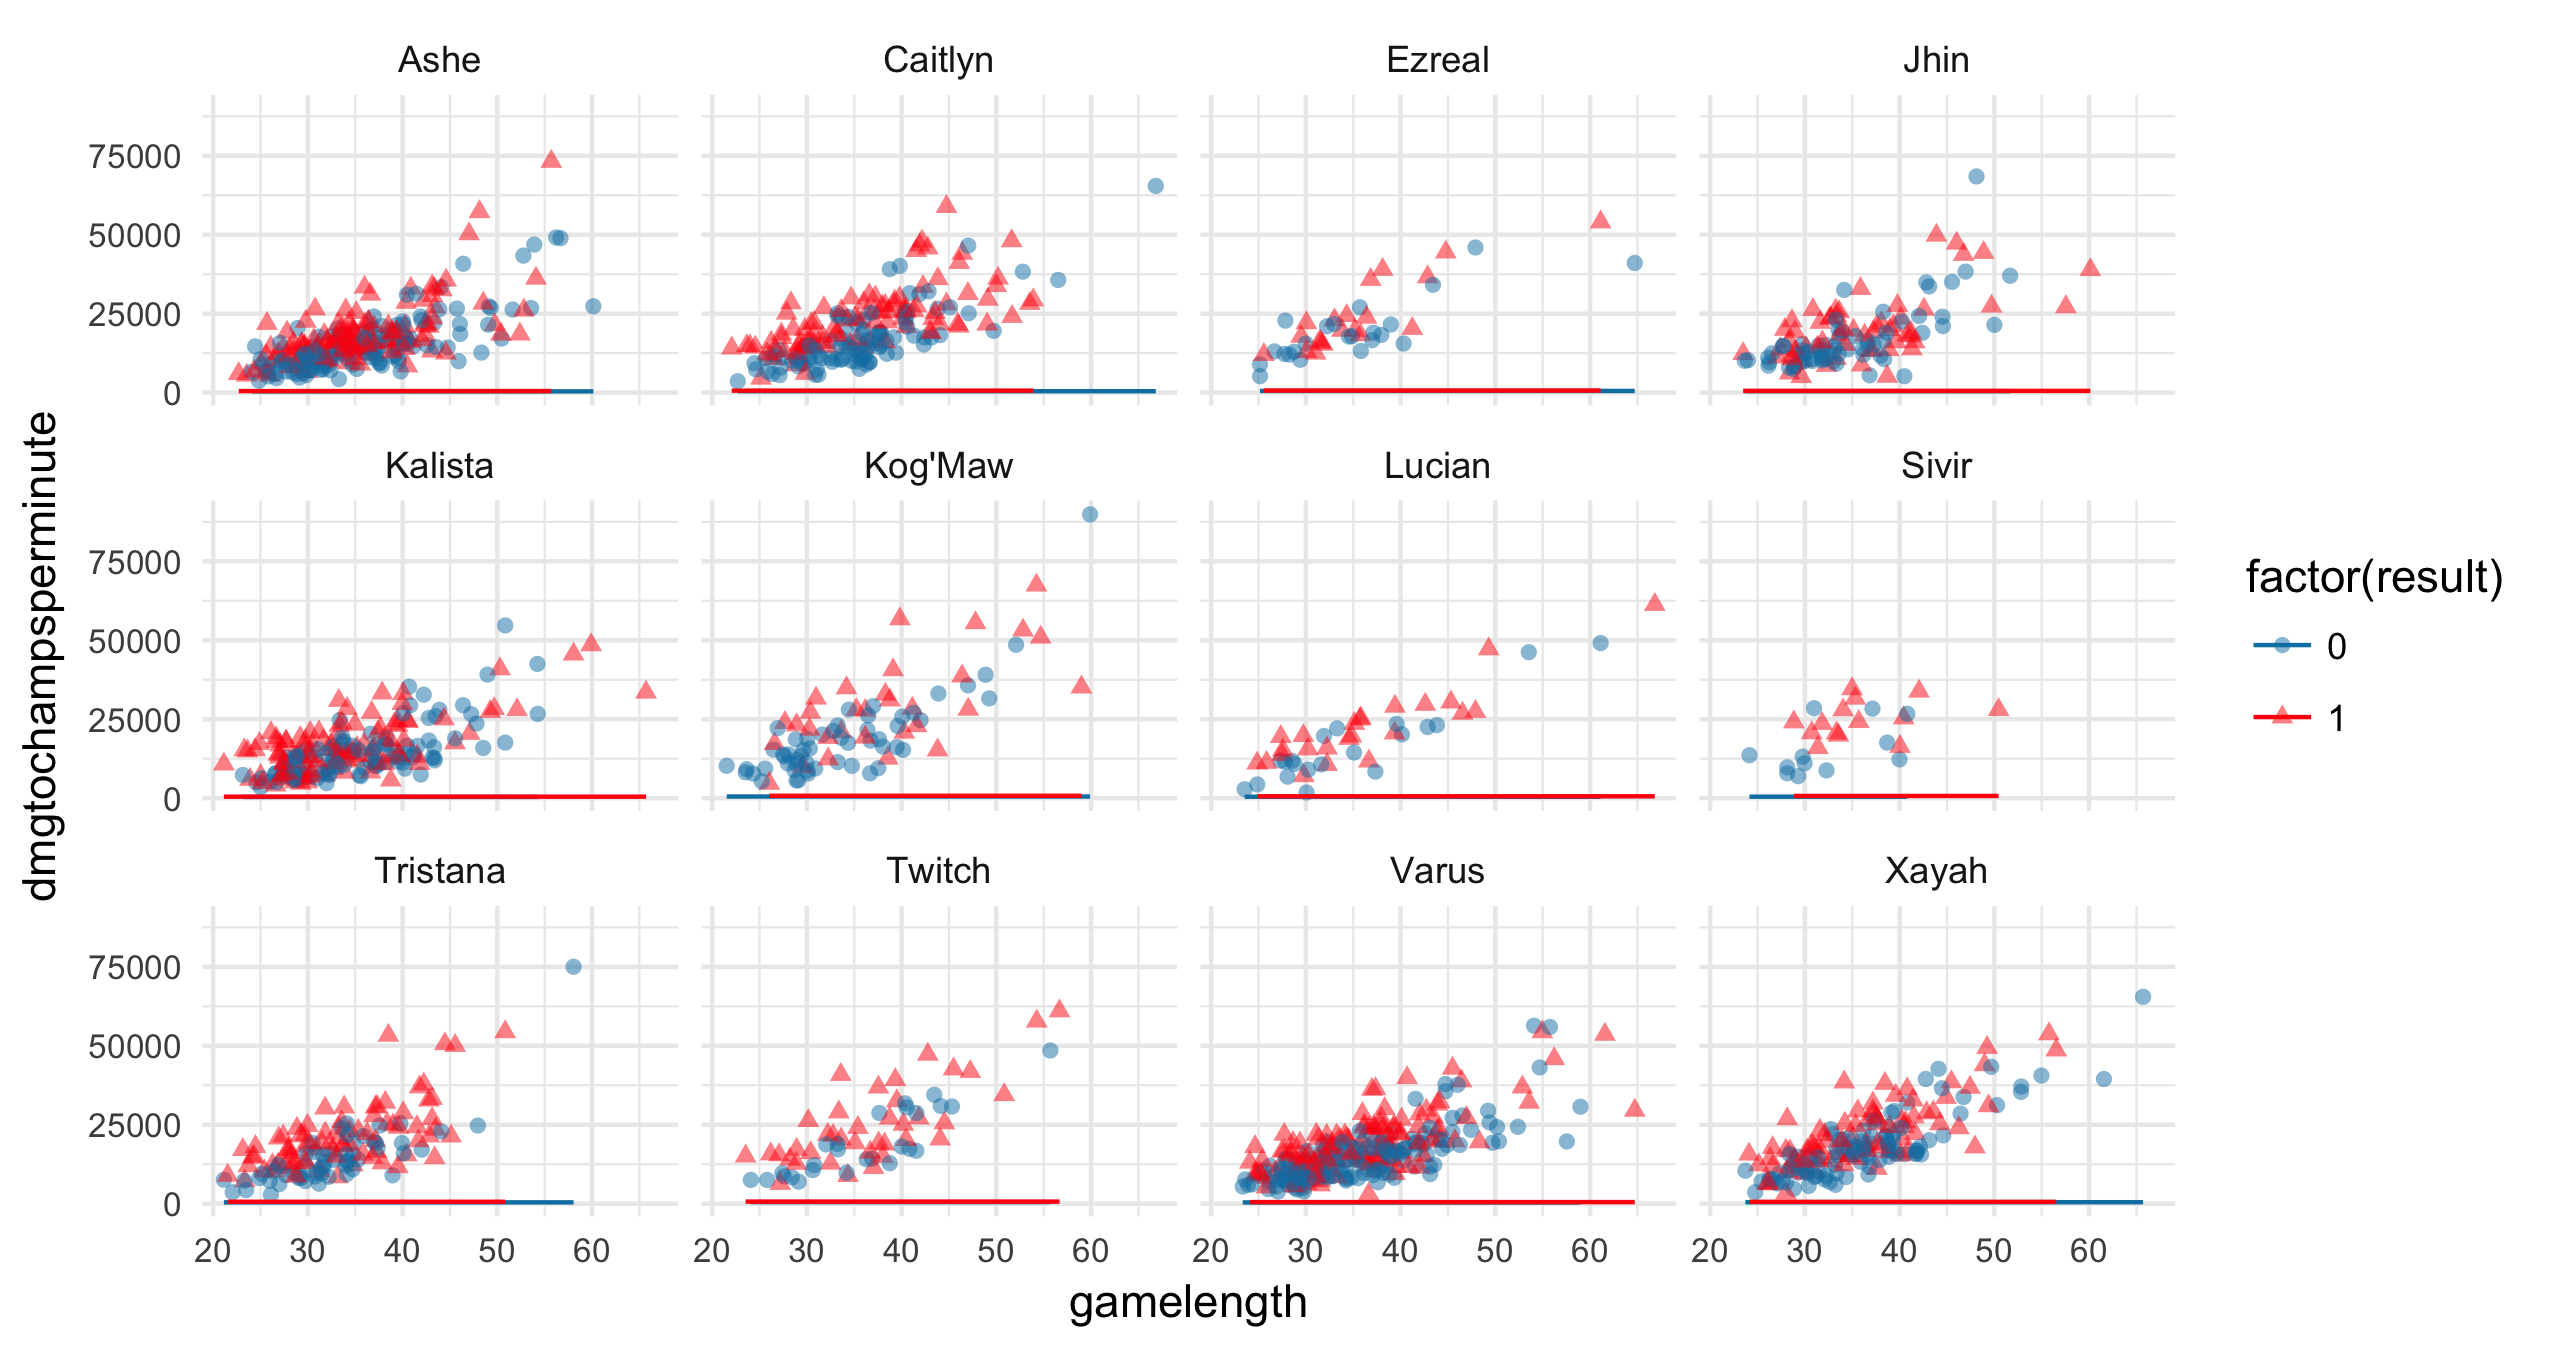 Ashe Caitlyn Ezreal Jhin
75000
50000
25000
0
Kalista Kog'Maw Lucian Sivir
75000
50000
25000
0
Tristana Twitch Varus Xayah
75000
50000
25000
0
20 30 40 50 60 20 30 40 50 60 20 30 40 50 60 20 30 40 50 60
gamelength
dmgtochampsperminute
factor(result)
0
1